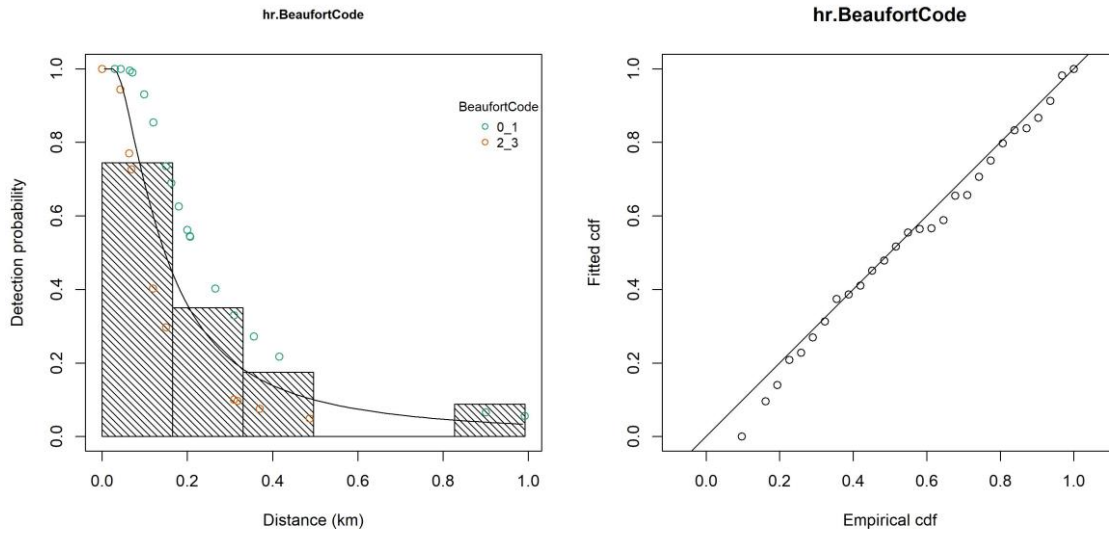 hr.BeaufortCode
Detection probability
1.0
0.8
0.6
0.4
0.2
0.0
BeaufortCode
0_1
2_3
0.0 0.2 0.4 0.6 0.8 1.0
Distance (km)
hr.BeaufortCode
Fitted cdf
1.0
0.8
0.6
0.4
0.2
0.0
0.0 0.2 0.4 0.6 0.8 1.0
Empirical cdf